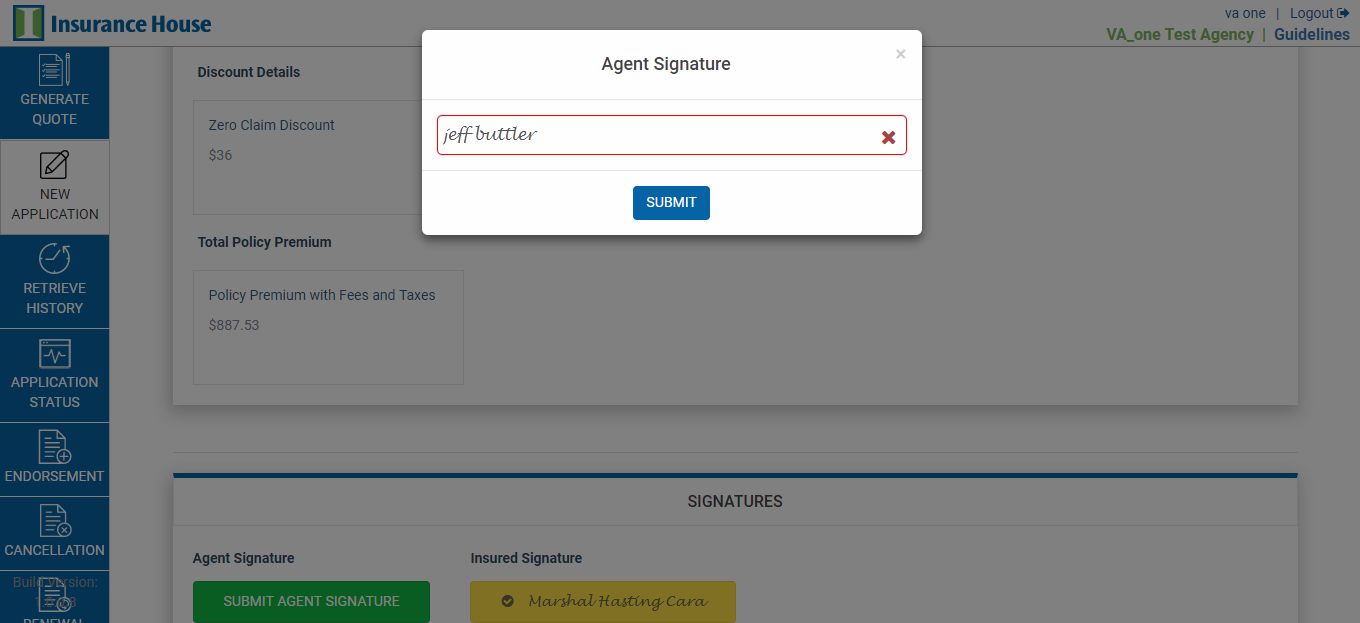 Insurance House
va one | Logout
VA_one Test Agency | Guidelines
GENERATE
QUOTE
NEW
APPLICATION
RETRIEVE
HISTORY
APPLICATION
STATUS
ENDORSEMENT
CANCELLATION
Build Version:
RENEWAL
Discount Details
Zero Claim Discount
$36
Total Policy Premium
Policy Premium with Fees and Taxes
$887.53
Agent Signature
×
jeff buttler
SUBMIT
SIGNATURES
Agent Signature
Insured Signature
SUBMIT AGENT SIGNATURE
Marshal Hasting Cara